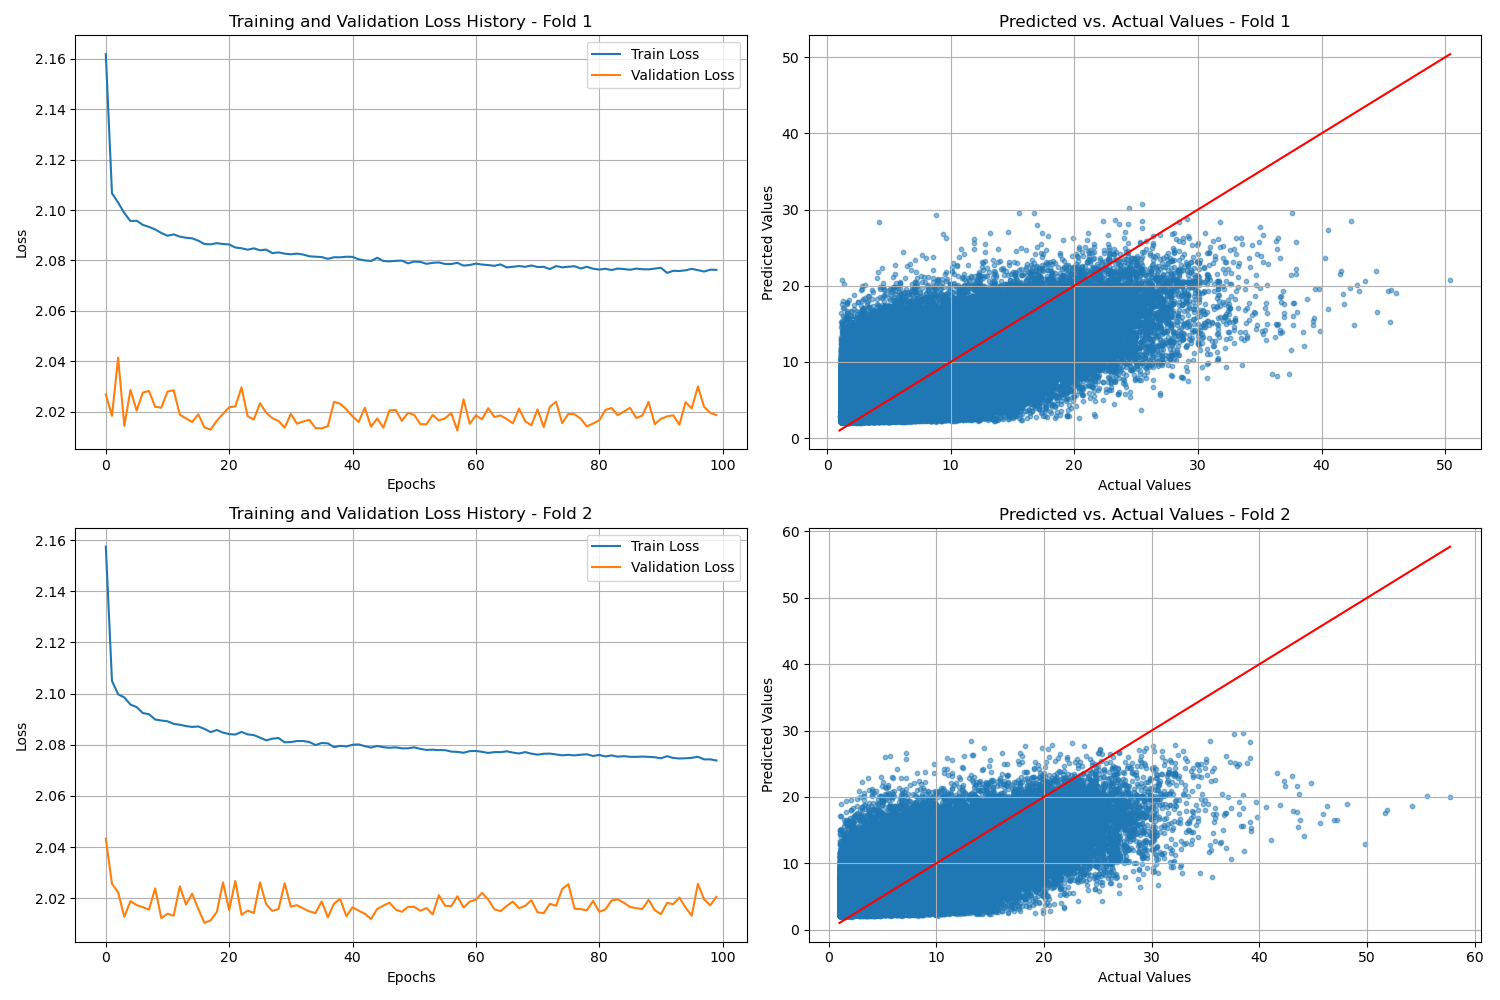 Training and Validation Loss History - Fold 1
Loss
2.16
2.14
2.12
2.10
2.08
2.06
2.04
2.02
Train Loss
Validation Loss
0 20 40 60 80 100
Epochs
Predicted vs. Actual Values - Fold 1
Predicted Values
50
40
30
20
10
0
0 10 20 30 40 50
Actual Values
Training and Validation Loss History - Fold 2
Loss
2.16
2.14
2.12
2.10
2.08
2.06
2.04
2.02
Train Loss
Validation Loss
0 20 40 60 80 100
Epochs
Predicted vs. Actual Values - Fold 2
Predicted Values
60
50
40
30
20
10
0
0 10 20 30 40 50 60
Actual Values